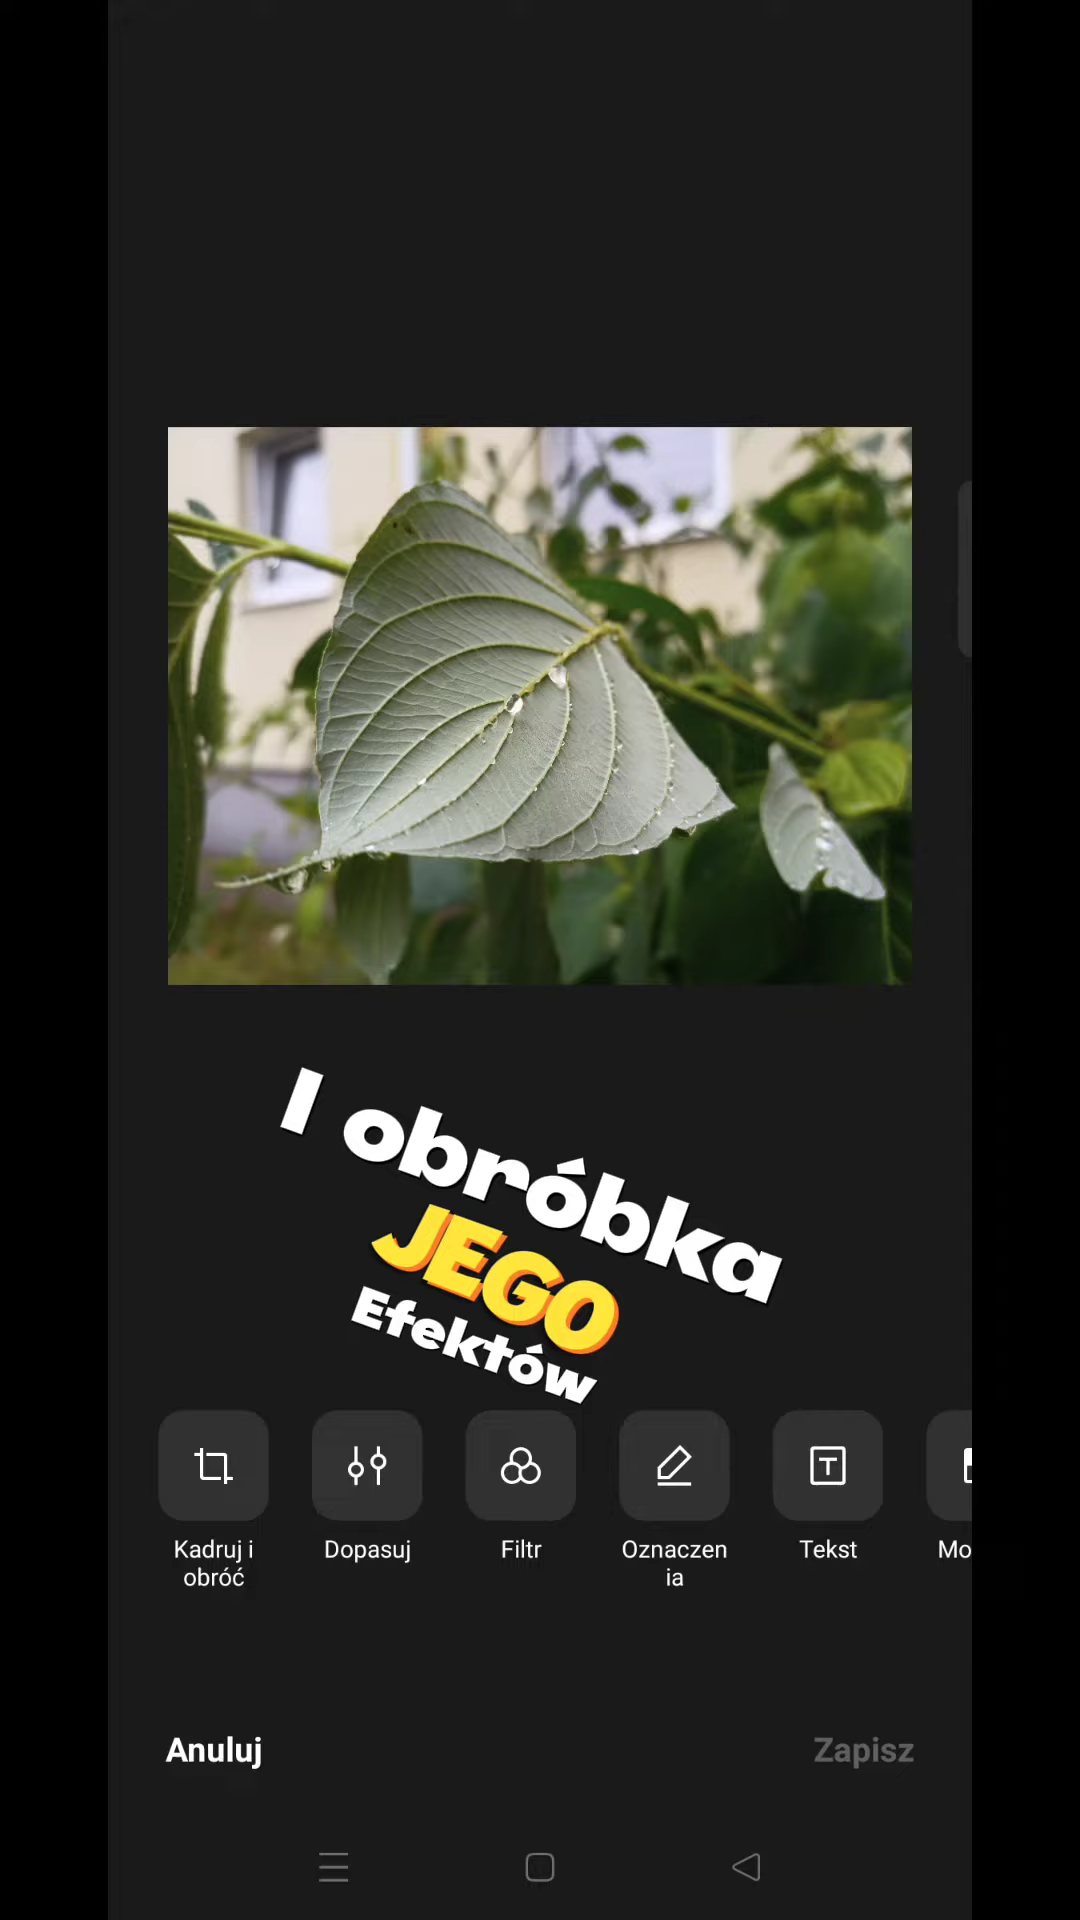 I obróbka
JEGO
Efektów
Kadruj i
obróć
Dopasuj
Filtr
Oznaczen
ia
Tekst
Mo
Anuluj
Zapisz